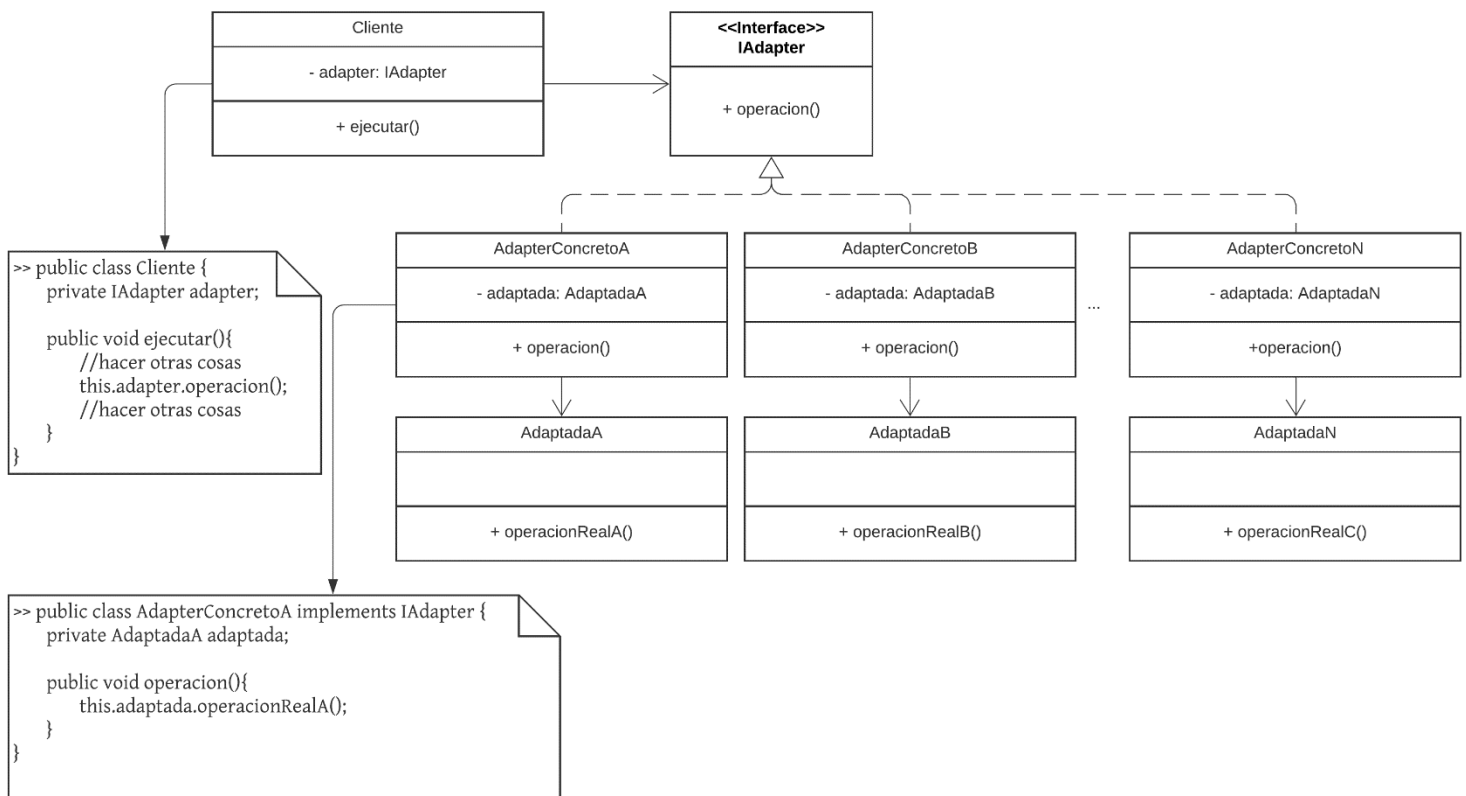 Cliente
- adapter: IAdapter
+ ejecutar()
<<Interface>>
IAdapter
+ operacion()
AdapterConcretoA
- adaptada: AdaptadaA
+ operacion()
AdapterConcretoB
- adaptada: AdaptadaB
+ operacion()
...
AdapterConcretoN
- adaptada: AdaptadaN
+operacion()
AdaptadaA
+ operacionRealA()
AdaptadaB
+ operacionRealB()
AdaptadaN
+ operacionRealC()
>> public class Cliente {
private IAdapter adapter;
public void ejecutar(){
//hacer otras cosas
this.adapter.operacion();
//hacer otras cosas
}
}
>> public class AdapterConcretoA implements IAdapter {
private AdaptadaA adaptada;
public void operacion(){
this.adaptada.operacionRealA();
}
}